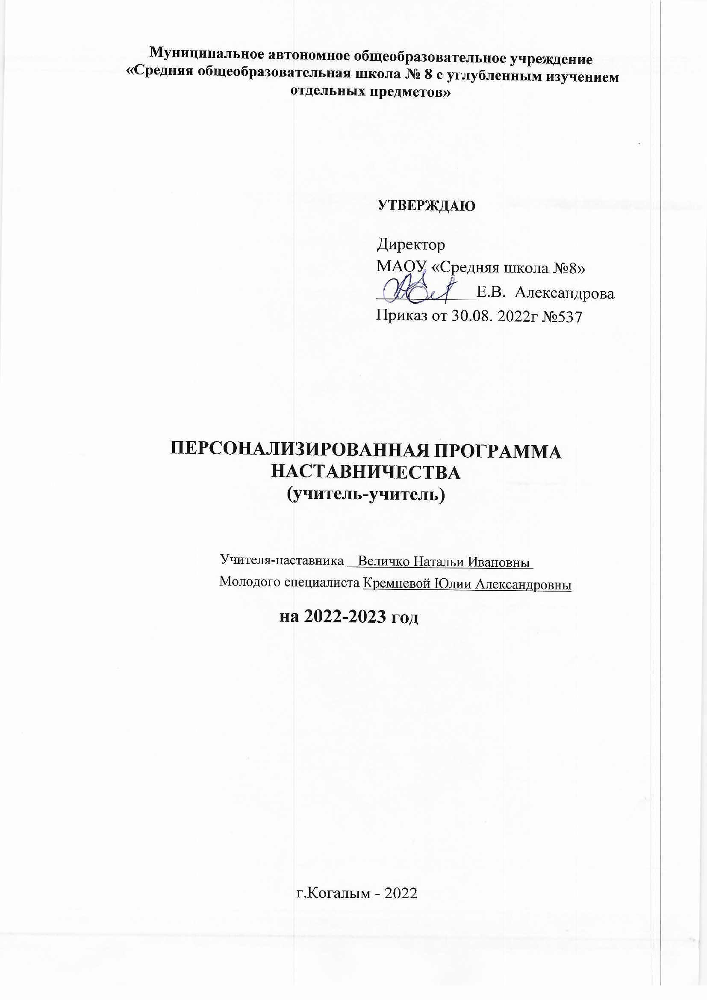 Муниципальное автономное общеобразовательное учреждение
«Средняя общеобразовательная школа № 8 с углубленным изучением
отдельных предметов»
УТВЕРЖДАЮ
Директор
МАОУ «Средняя школа №8»
Е.В. Александрова
Приказ от 30.08. 2022г №537
ПЕРСОНАЛИЗИРОВАННАЯ ПРОГРАММА
НАСТАВНИЧЕСТВА
(учитель-учитель)
Учителя-наставника Величко Натальи Ивановны
Молодого специалиста Кремневой Юлии Александровны
на 2022-2023 год
г.Когалым - 2022